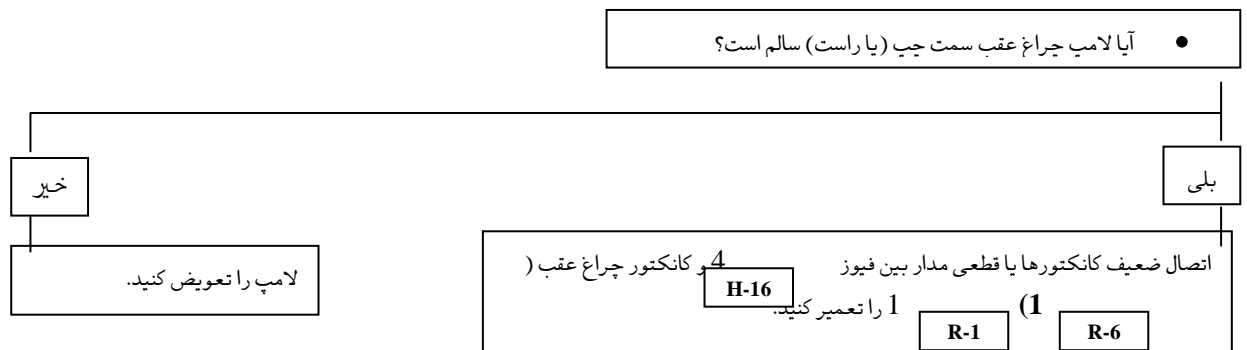 • آیا لامپ چراغ عقب سمت چپ (یا راست) سالم است؟
بلی
خیر
اتصال ضعیف کانکتورها یا قطعی مدار بین فیوز H-16 4 و کانکتور چراغ عقب (
R-6 1) R-1 1 را تعمیر کنید.
لامپ را تعویض کنید.